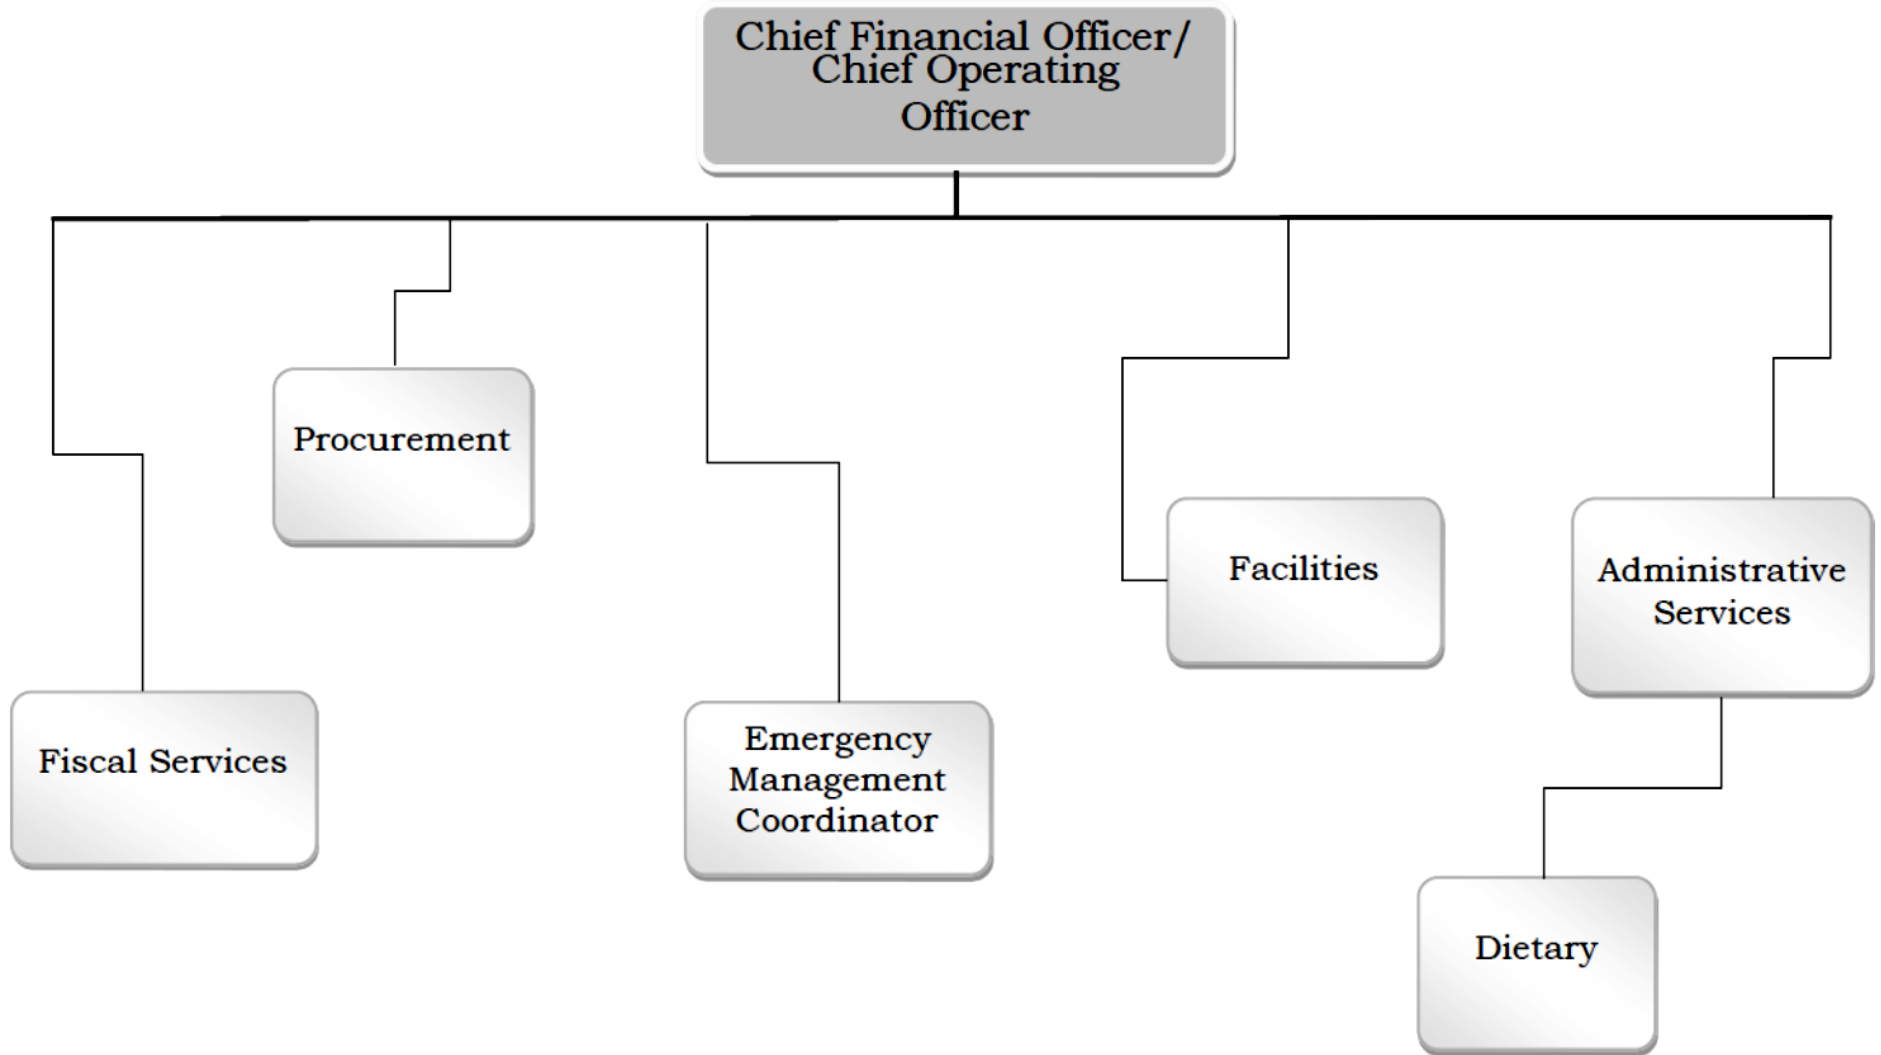 Chief Financial Officer/
Chief Operating
Officer
Procurement
Facilities
Administrative
Services
Fiscal Services
Emergency
Management
Coordinator
Dietary